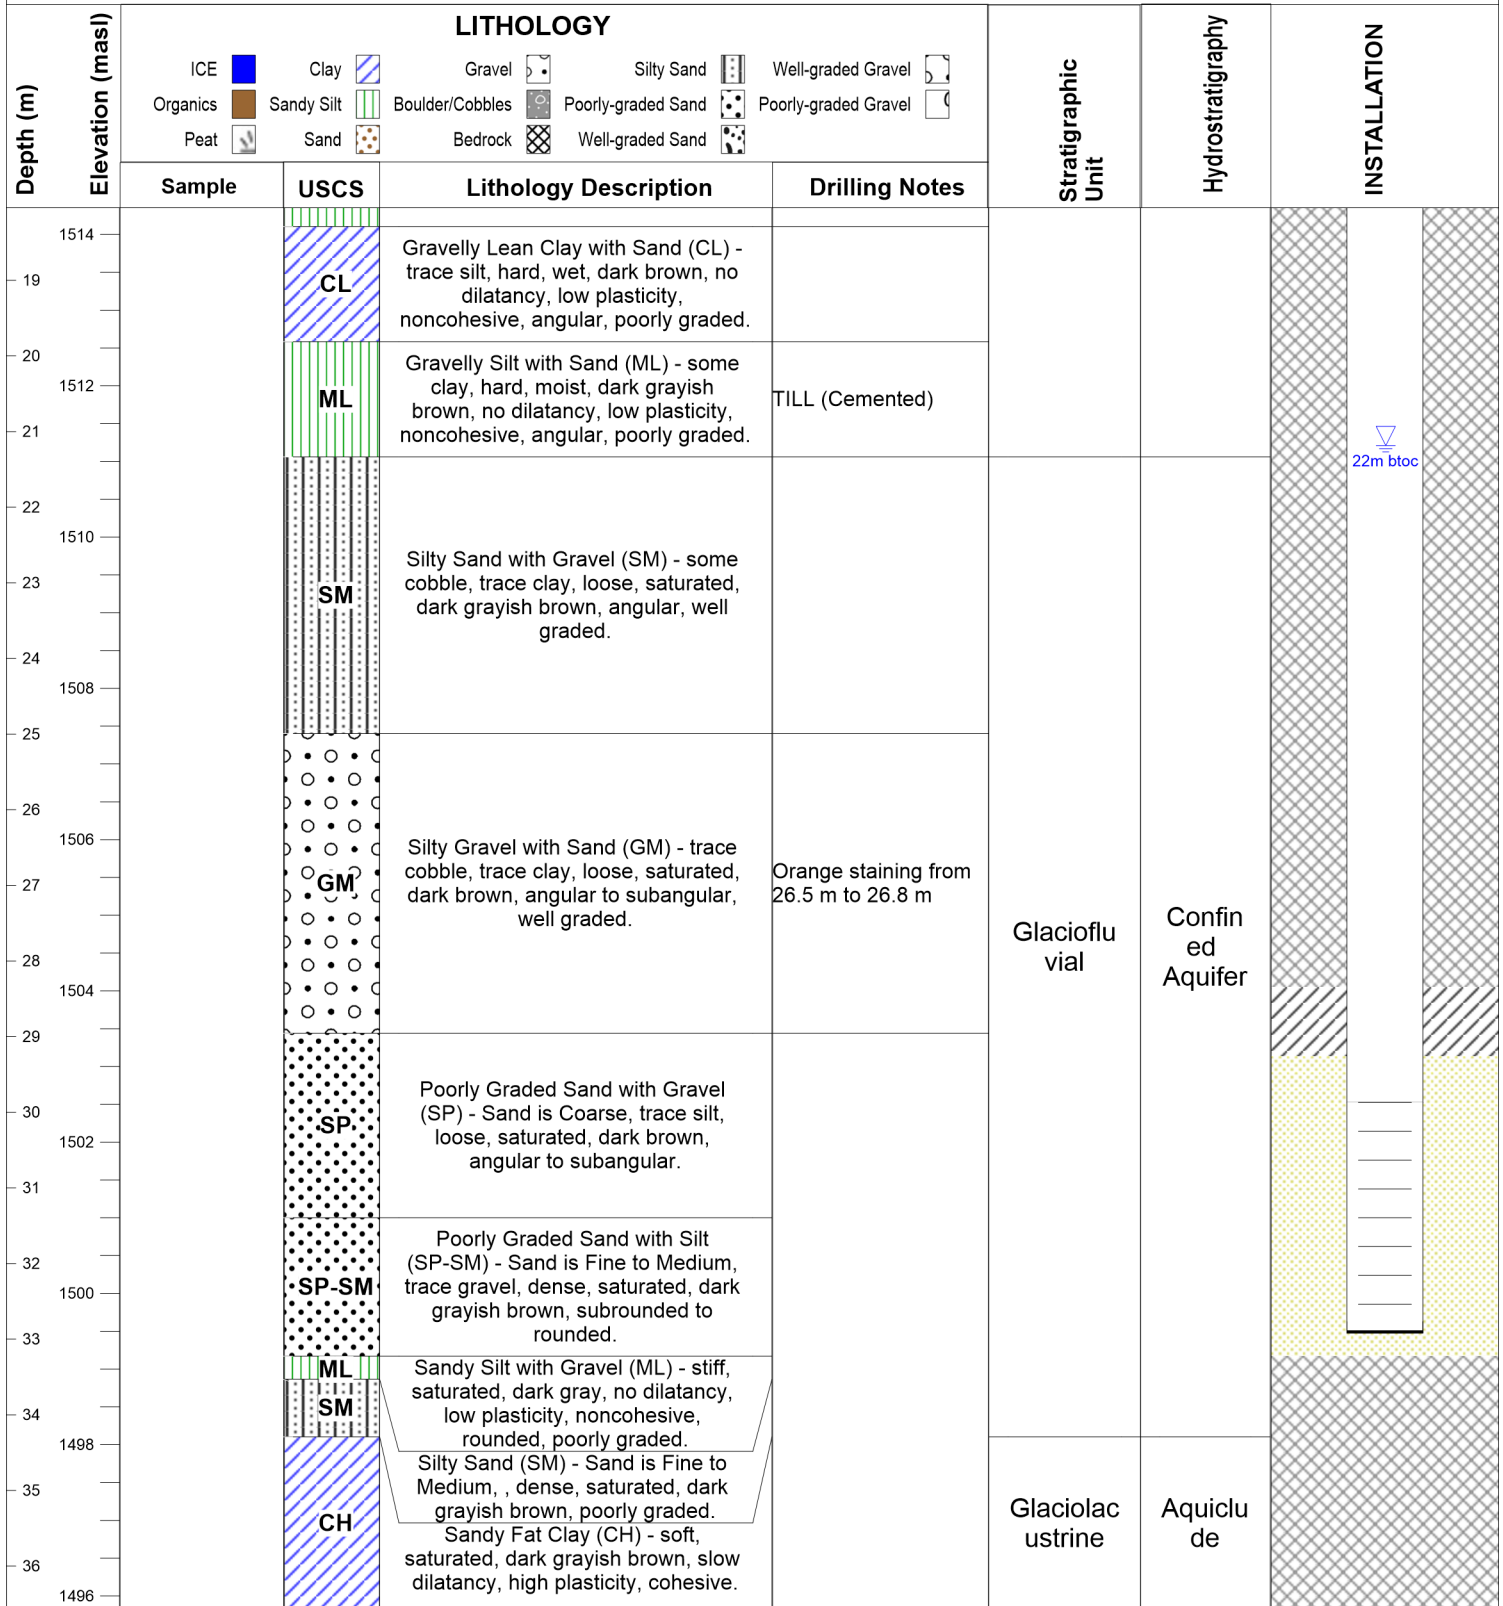 LITHOLOGY
ICE
Clay
Gravel
Silty Sand
Well-graded Gravel
Organics
Sandy Silt
Boulder/Cobbles
Poorly-graded Sand
Poorly-graded Gravel
Peat
Sand
Bedrock
Well-graded Sand
Depth (m)
Elevation (masl)
Sample
USCS
Lithology Description
Drilling Notes
Stratigraphic
Unit
Hydrostratigraphy
INSTALLATION
1514
19
20
1512
21
22
1510
23
24
1508
25
26
1506
27
28
1504
29
30
1502
31
32
1500
33
34
1498
35
36
1496
CL
Gravelly Lean Clay with Sand (CL) -
trace silt, hard, wet, dark brown, no
dilatancy, low plasticity,
noncohesive, angular, poorly graded.
ML
Gravelly Silt with Sand (ML) - some
clay, hard, moist, dark grayish
brown, no dilatancy, low plasticity,
noncohesive, angular, poorly graded.
TILL (Cemented)
22m btoc
SM
Silty Sand with Gravel (SM) - some
cobble, trace clay, loose, saturated,
dark grayish brown, angular, well
graded.
GM
Silty Gravel with Sand (GM) - trace
cobble, trace clay, loose, saturated,
dark brown, angular to subangular,
well graded.
Orange staining from
26.5 m to 26.8 m
Glacioflu
vial
Confin
ed
Aquifer
SP
Poorly Graded Sand with Gravel
(SP) - Sand is Coarse, trace silt,
loose, saturated, dark brown,
angular to subangular.
SP-SM
Poorly Graded Sand with Silt
(SP-SM) - Sand is Fine to Medium,
trace gravel, dense, saturated, dark
grayish brown, subrounded to
rounded.
ML
Sandy Silt with Gravel (ML) - stiff,
saturated, dark gray, no dilatancy,
low plasticity, noncohesive,
rounded, poorly graded.
SM
Silty Sand (SM) - Sand is Fine to
Medium, , dense, saturated, dark
grayish brown, poorly graded.
CH
Sandy Fat Clay (CH) - soft,
saturated, dark grayish brown, slow
dilatancy, high plasticity, cohesive.
Glaciolac
ustrine
Aquiclu
de